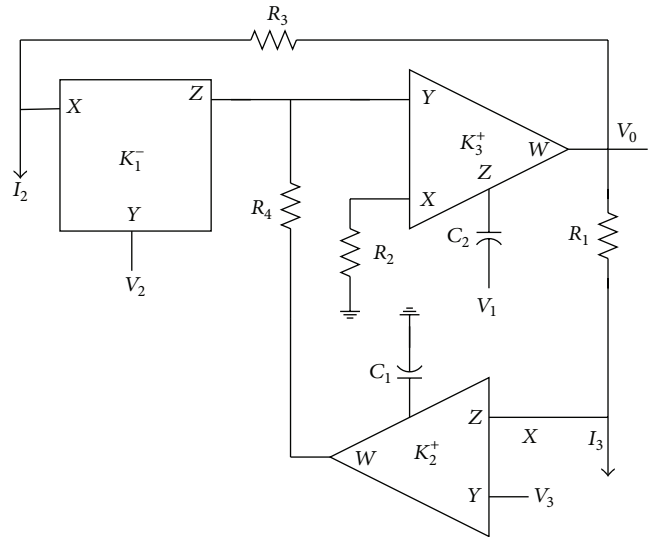 R3
X
Z
K1−
Y
I2
V2
R4
Y
K3+
W
Z
X
V0
R2
C2
R1
V1
C1
Z
X
I3
W
K2+
Y
V3